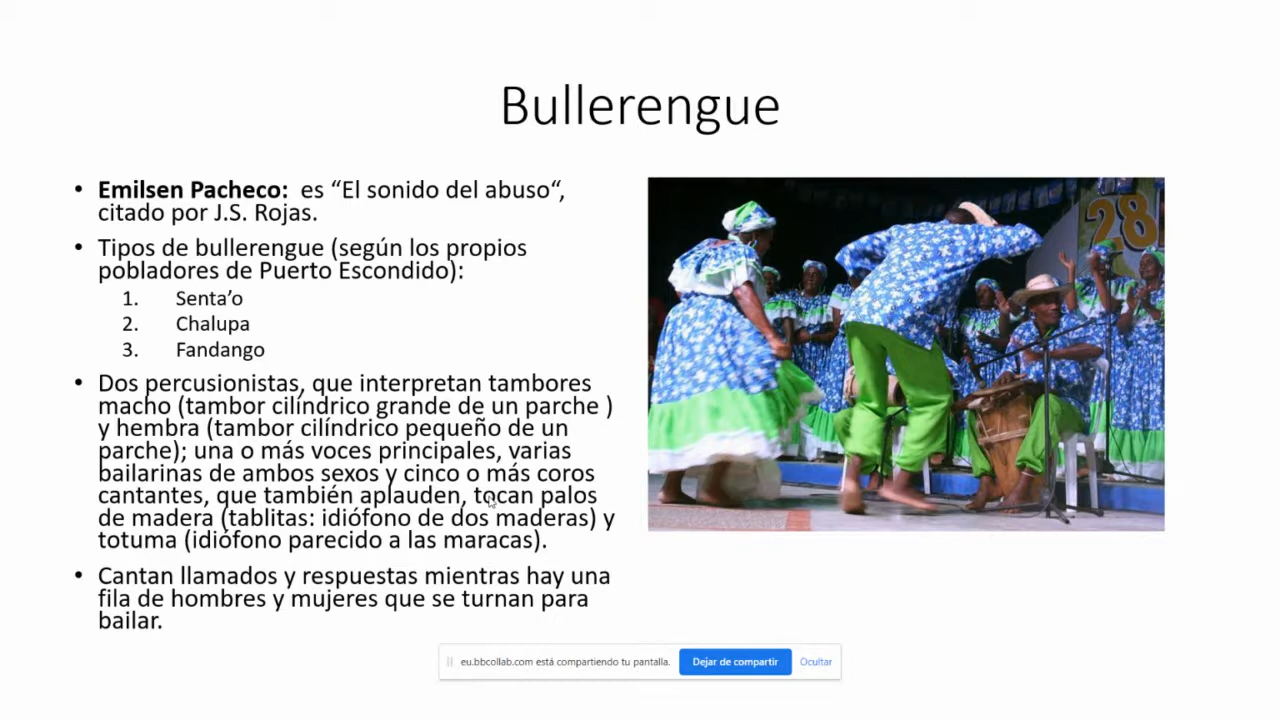 Bullerengue
• Emilsen Pacheco: es “El sonido del abuso“,
citado por J.S. Rojas.
• Tipos de bullerengue (según los propios
pobladores de Puerto Escondido):
1. Senta’o
2. Chalupa
3. Fandango
• Dos percusionistas, que interpretan tambores
macho (tambor cilíndrico grande de un parche )
y hembra (tambor cilíndrico pequeño de un
parche); una o más voces principales, varias
bailarinas de ambos sexos y cinco o más coros
cantantes, que también aplauden, tocan palos
de madera (tablitas: idiófono de dos maderas) y
totuma (idiófono parecido a las maracas).
• Cantan llamados y respuestas mientras hay una
fila de hombres y mujeres que se turnan para
bailar.
28
eu.bbcollab.com está compartiendo tu pantalla. Dejar de compartir Ocultar